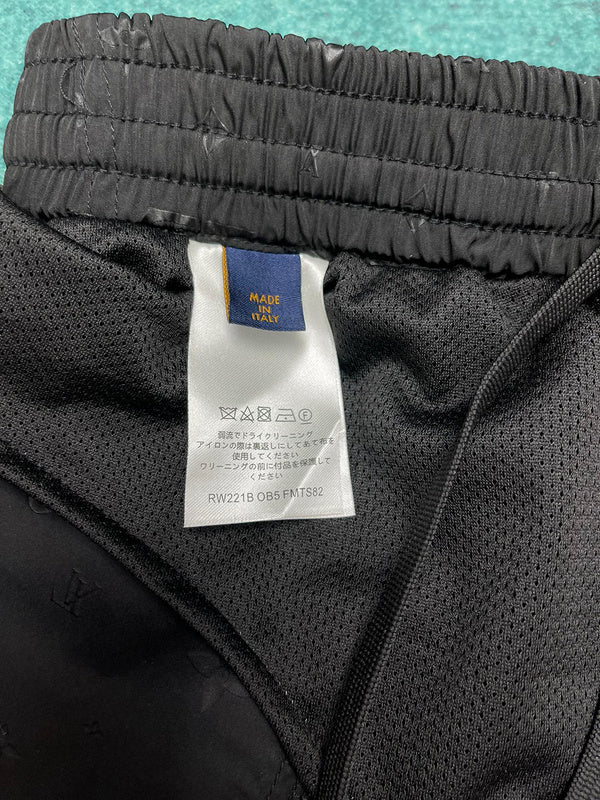 MADE
IN
ITALY
F
弱流でドライクリーニング
アイロンの際は裏返しにしてあて布を
使用してください
ワリーニングの前に付品を保護して
ください
RW221B OB5 FMTS82